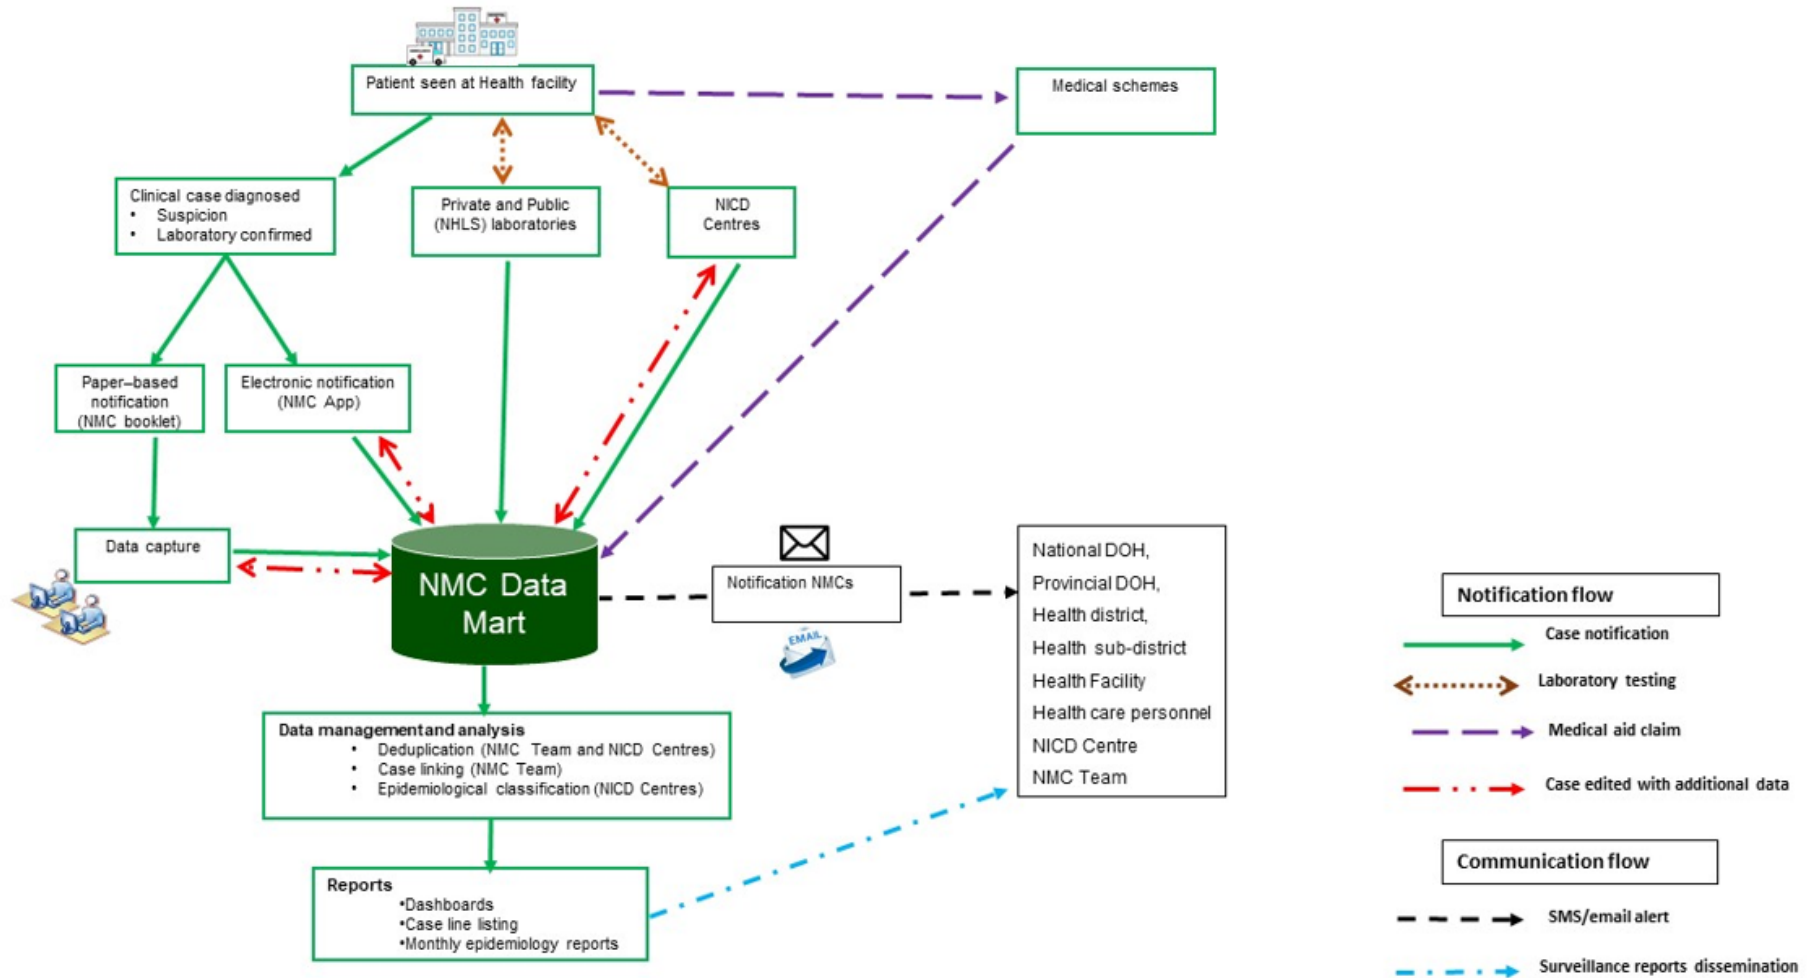 Patient seen at Health facility
Medical schemes
Clinical case diagnosed
• Suspicion
• Laboratory confirmed
Private and Public
(NHLS) laboratories
NICD
Centres
Paper–based
notification
(NMC booklet)
Electronic notification
(NMC App)
Data capture
NMC Data
Mart
Notification NMCs
EMAIL
National DOH,
Provincial DOH,
Health district,
Health sub-district
Health Facility
Health care personnel
NICD Centre
NMC Team
Data management and analysis
• Deduplication (NMC Team and NICD Centres)
• Case linking (NMC Team)
• Epidemiological classification (NICD Centres)
Reports
•Dashboards
•Case line listing
•Monthly epidemiology reports
Notification flow
Case notification
Laboratory testing
Medical aid claim
Case edited with additional data
Communication flow
SMS/email alert
Surveillance reports dissemination